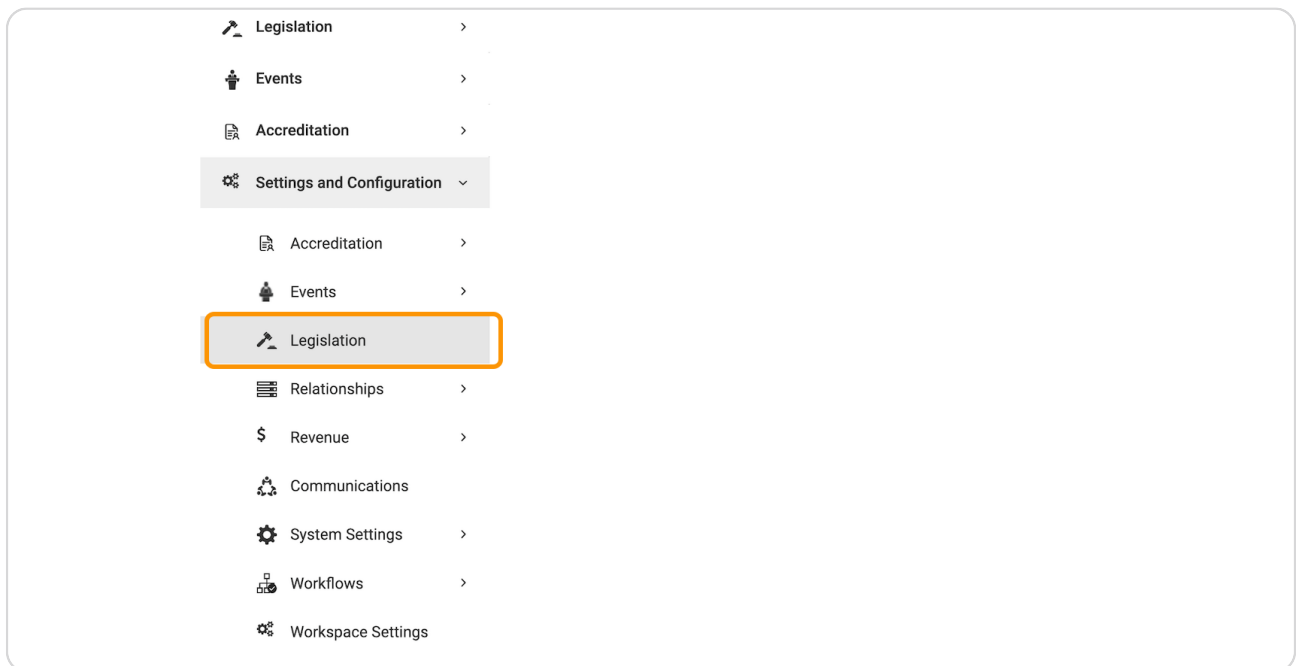 Legislation
Events
Accreditation
Settings and Configuration
Accreditation
Events
Legislation
Relationships
Revenue
Communications
System Settings
Workflows
Workspace Settings